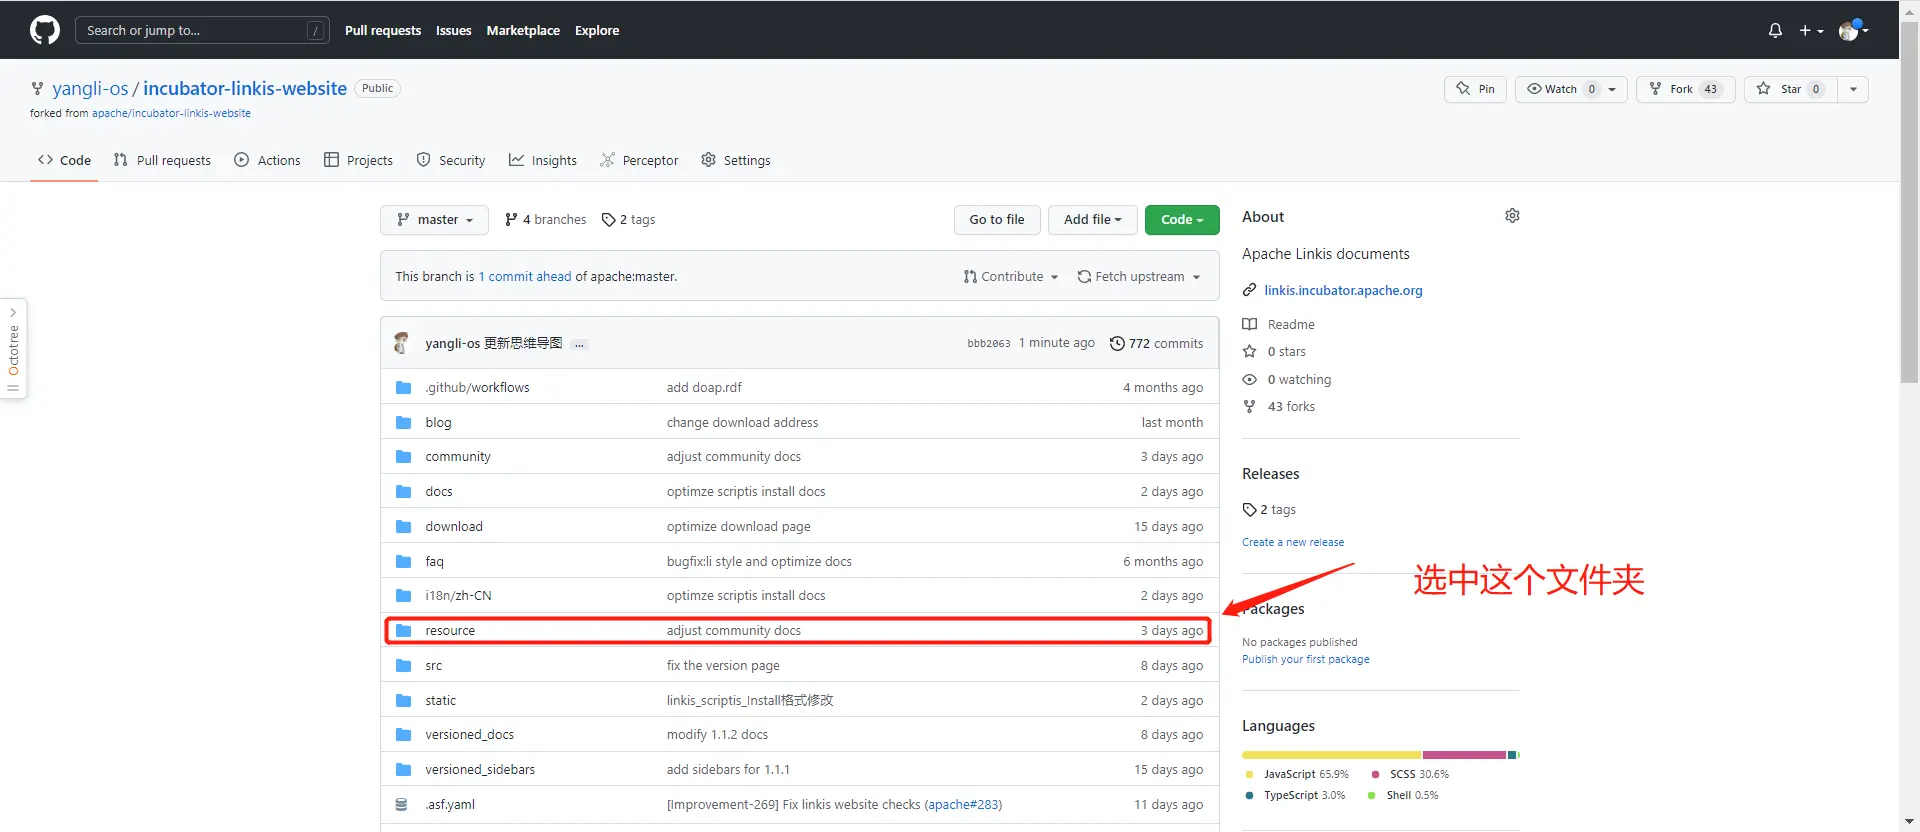 Search or jump to... /
Pull requests Issues Marketplace Explore
yangli-os / incubator-linkis-website Public
forked from apache/incubator-linkis-website
Pin Watch 0 Fork 43 Star 0
Code Pull requests Actions Projects Security Insights Perceptor Settings
master 4 branches 2 tags Go to file Add file Code
This branch is 1 commit ahead of apache:master. Contribute Fetch upstream
Octotree
yangli-os 更新思维导图 ... bbb2063 1 minute ago 772 commits
.github/workflows add doap.rdf 4 months ago
blog change download address last month
community adjust community docs 3 days ago
docs optimze scriptis install docs 2 days ago
download optimize download page 15 days ago
faq bugfix:li style and optimize docs 6 months ago
i18n/zh-CN optimze scriptis install docs 2 days ago
resource adjust community docs 3 days ago
src fix the version page 8 days ago
static linkis_scriptis_Install格式修改 2 days ago
versioned_docs modify 1.1.2 docs 8 days ago
versioned_sidebars add sidebars for 1.1.1 15 days ago
.asf.yaml [Improvement-269] Fix linkis website checks (apache#283) 11 days ago
About
Apache Linkis documents
linkis.incubator.apache.org
Readme
0 stars
0 watching
43 forks
Releases
2 tags
Create a new release
选中这个文件夹
Packages
No packages published
Publish your first package
Languages
JavaScript 65.9% SCSS 30.6%
TypeScript 3.0% Shell 0.5%